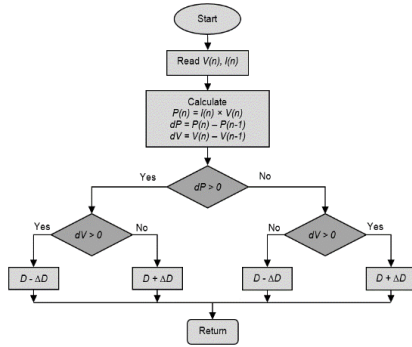 Start
Read V(n), I(n)
Calculate
P(n) = I(n) × V(n)
dP = P(n) – P(n-1)
dV = V(n) – V(n-1)
Yes
No
dP > 0
Yes
dV > 0
No
No
dV > 0
Yes
D - ΔD
D + ΔD
D - ΔD
D + ΔD
Return